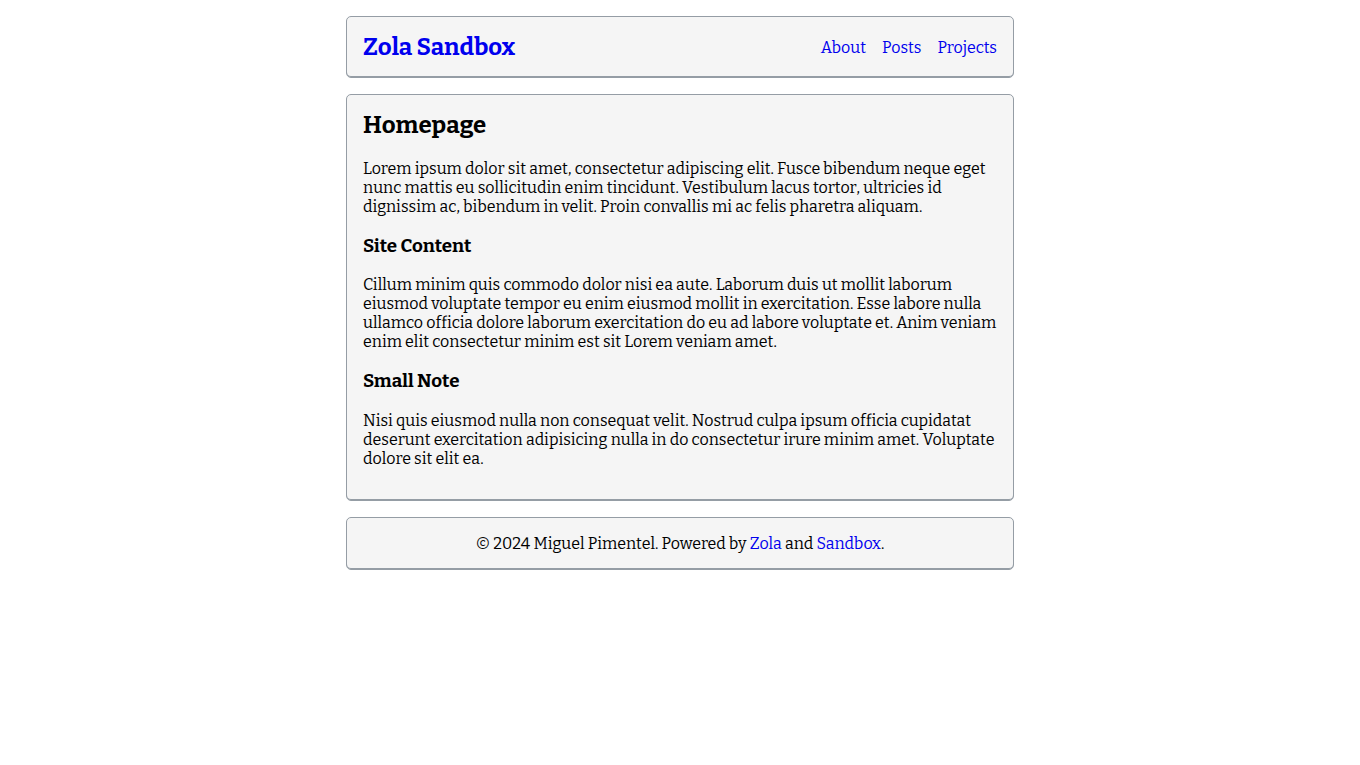 Zola Sandbox
About Posts Projects
Homepage
Lorem ipsum dolor sit amet, consectetur adipiscing elit. Fusce bibendum neque eget
nunc mattis eu sollicitudin enim tincidunt. Vestibulum lacus tortor, ultricies id
dignissim ac, bibendum in velit. Proin convallis mi ac felis pharetra aliquam.
Site Content
Cillum minim quis commodo dolor nisi ea aute. Laborum duis ut mollit laborum
eiusmod voluptate tempor eu enim eiusmod mollit in exercitation. Esse labore nulla
ullamco officia dolore laborum exercitation do eu ad labore voluptate et. Anim veniam
enim elit consectetur minim est sit Lorem veniam amet.
Small Note
Nisi quis eiusmod nulla non consequat velit. Nostrud culpa ipsum officia cupidatat
deserunt exercitation adipisicing nulla in do consectetur irure minim amet. Voluptate
dolore sit elit ea.
© 2024 Miguel Pimentel. Powered by Zola and Sandbox.